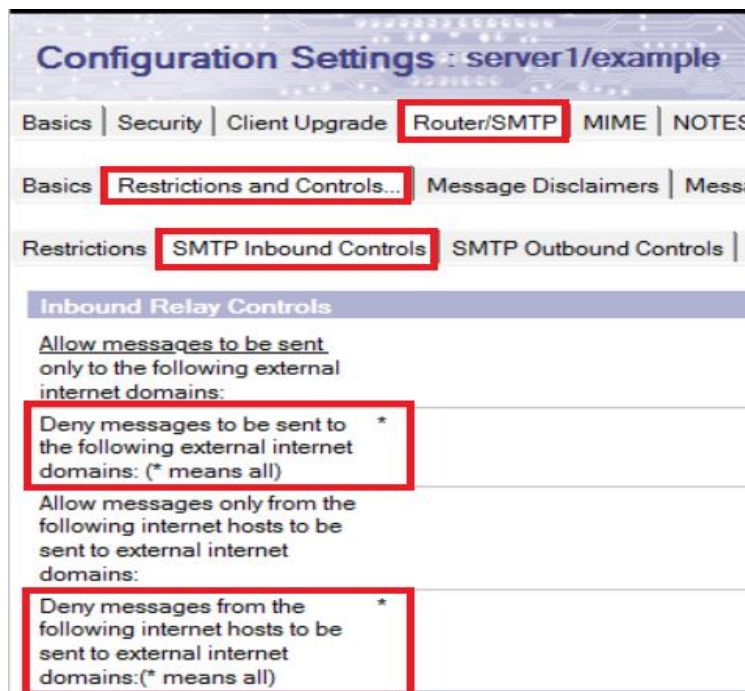 Configuration Settings : server1/example
Basics | Security | Client Upgrade | Router/SMTP | MIME | NOTES
Basics | Restrictions and Controls... | Message Disclaimers | Messa
Restrictions | SMTP Inbound Controls | SMTP Outbound Controls |
Inbound Relay Controls
Allow messages to be sent
only to the following external
internet domains:
Deny messages to be sent to *
the following external internet
domains: (* means all)
Allow messages only from the
following internet hosts to be
sent to external internet
domains:
Deny messages from the *
following internet hosts to be
sent to external internet
domains:(* means all)